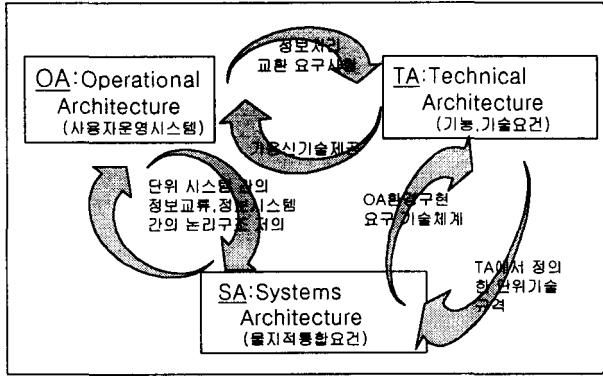 정보처리
교환 요구사항
OA:Operational
Architecture
(사용자운영시스템)
TA:Technical
Architecture
(기능,기술요건)
가용신기술제공
단위 시스템 간의
정보교류,정보시스템
간의 논리구조 정의
OA환경구현
요구 기술체계
TA에서 정의
한 단위기술
규격
SA:Systems
Architecture
(물지적통합요건)